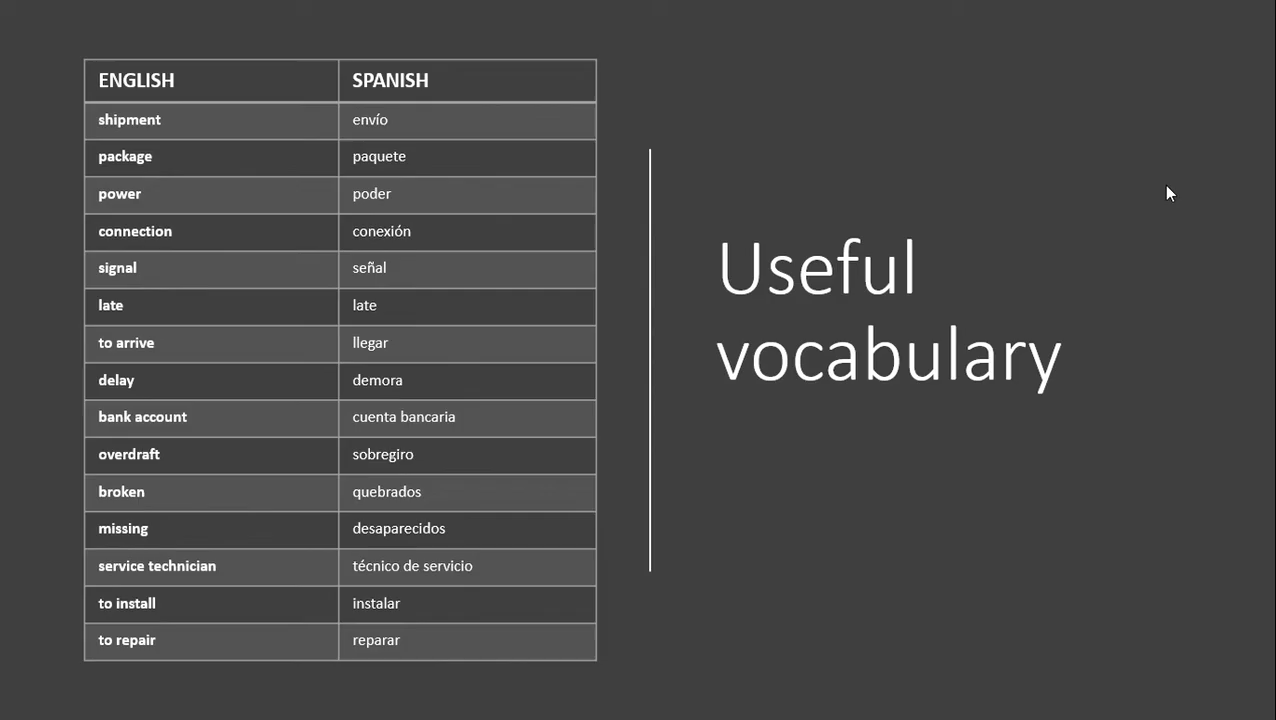 ENGLISH SPANISH
shipment envío
package paquete
power poder
connection conexión
signal señal
late late
to arrive llegar
delay demora
bank account cuenta bancaria
overdraft sobregiro
broken quebrados
missing desaparecidos
service technician técnico de servicio
to install instalar
to repair reparar
Useful
vocabulary